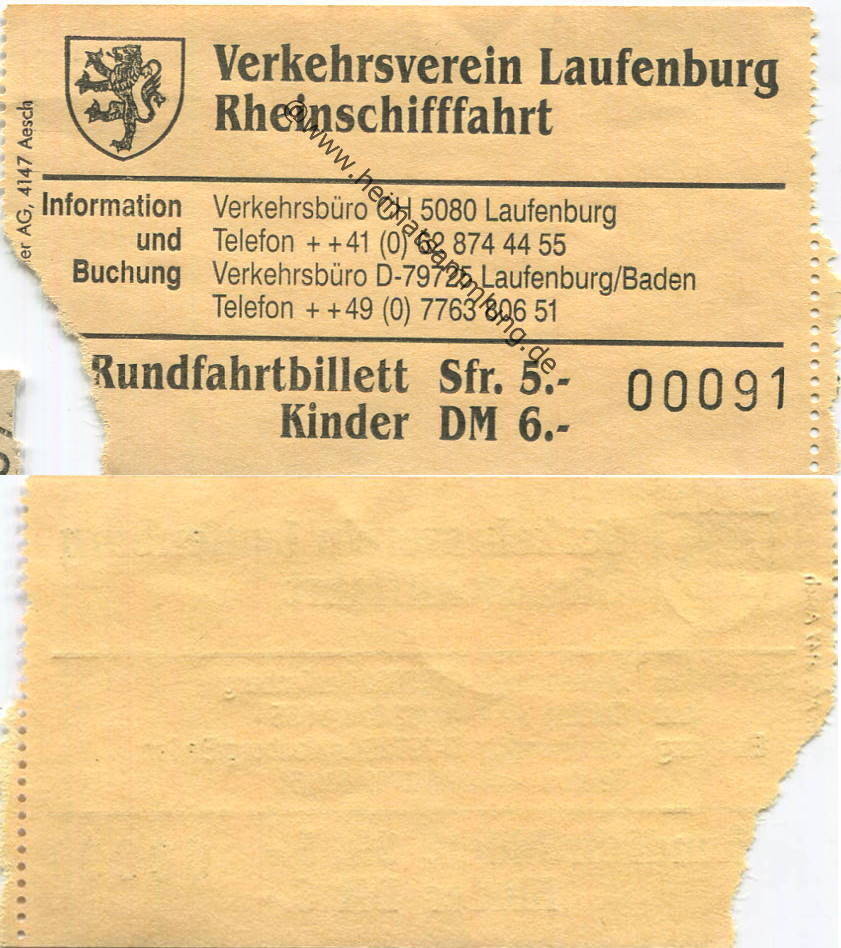 Verkehrsverein Laufenburg
Rheinschifffahrt
er AG, 4147 Aesch
Information und Buchung
Verkehrsbüro CH 5080 Laufenburg
Telefon ++41 (0) 62 874 44 55
Verkehrsbüro D-79725 Laufenburg/Baden
Telefon ++49 (0) 7763 806 51
Rundfahrtbillett Sfr. 5.-
Kinder DM 6.-
00091
©www.heimatsammlung.de